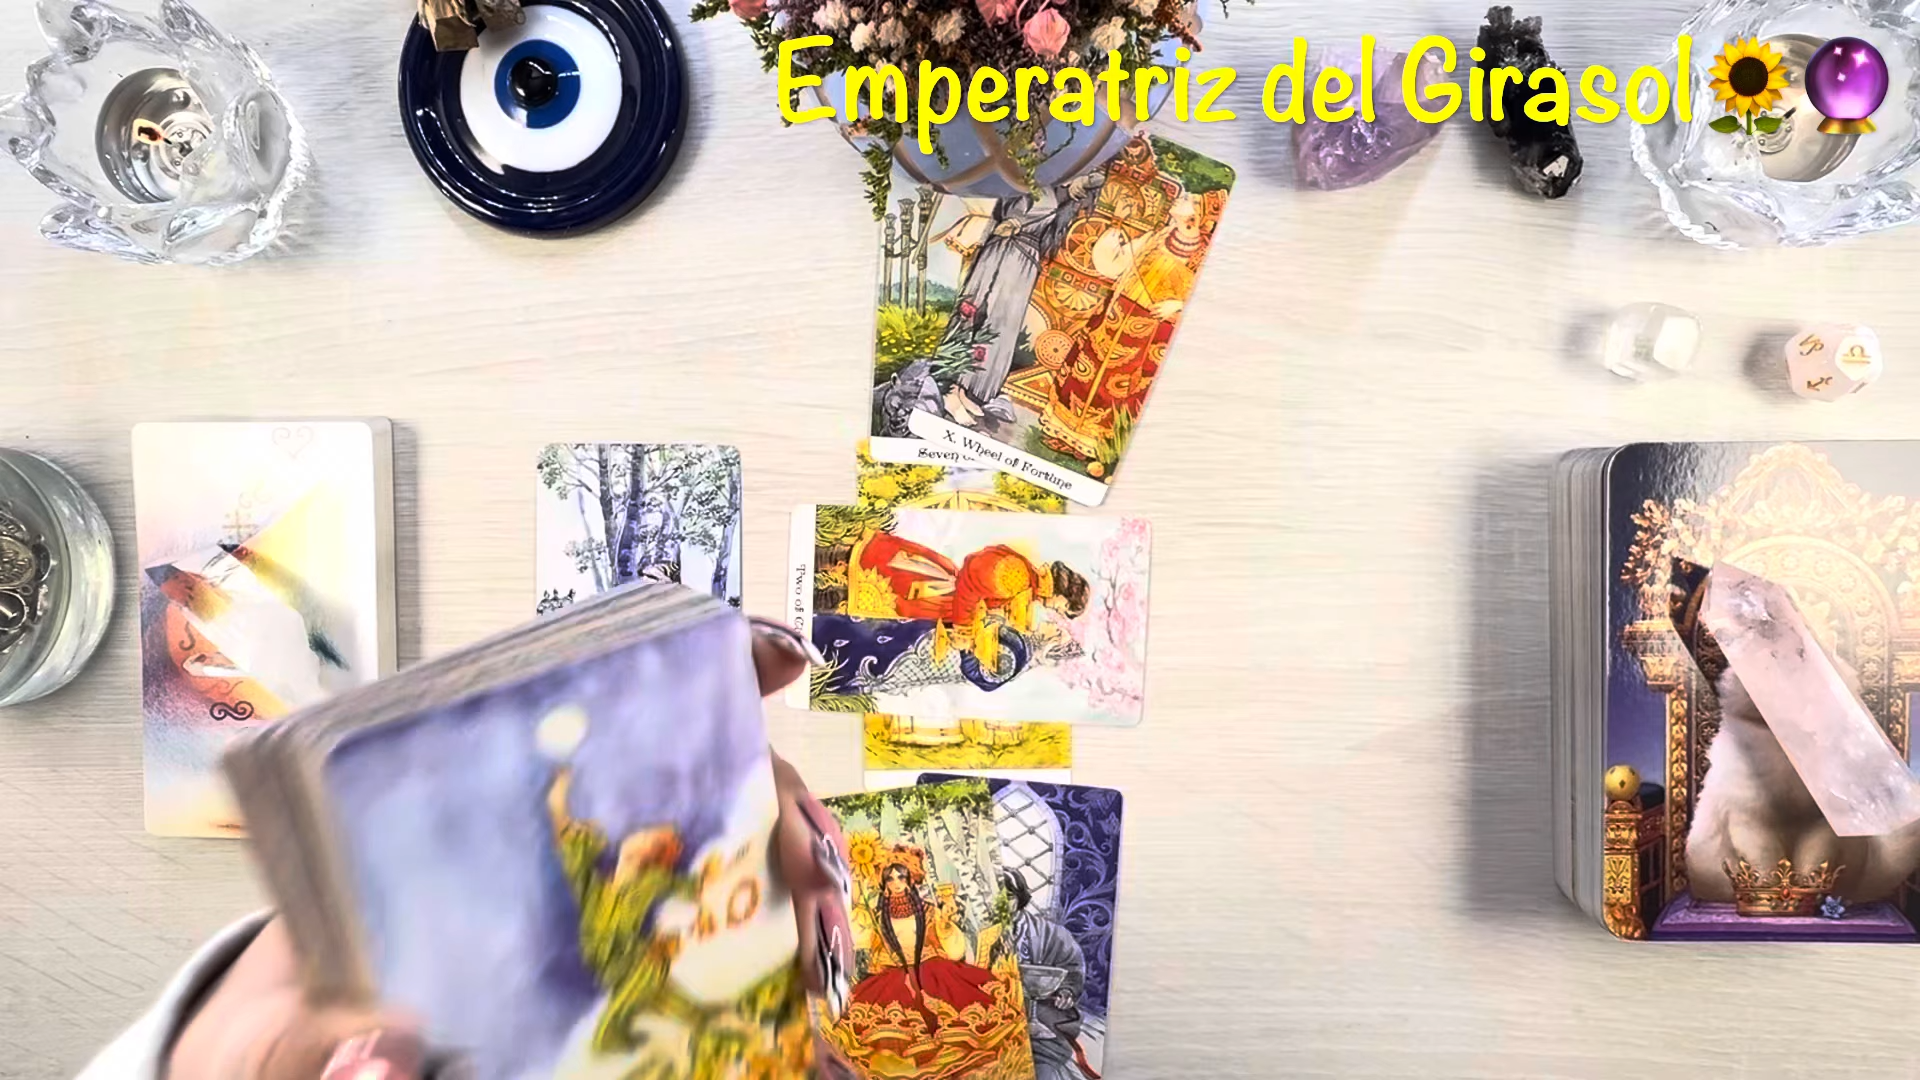 Emperatriz del Girasol🌻🔮
X. Wheel of Fortune
Seven
Two of